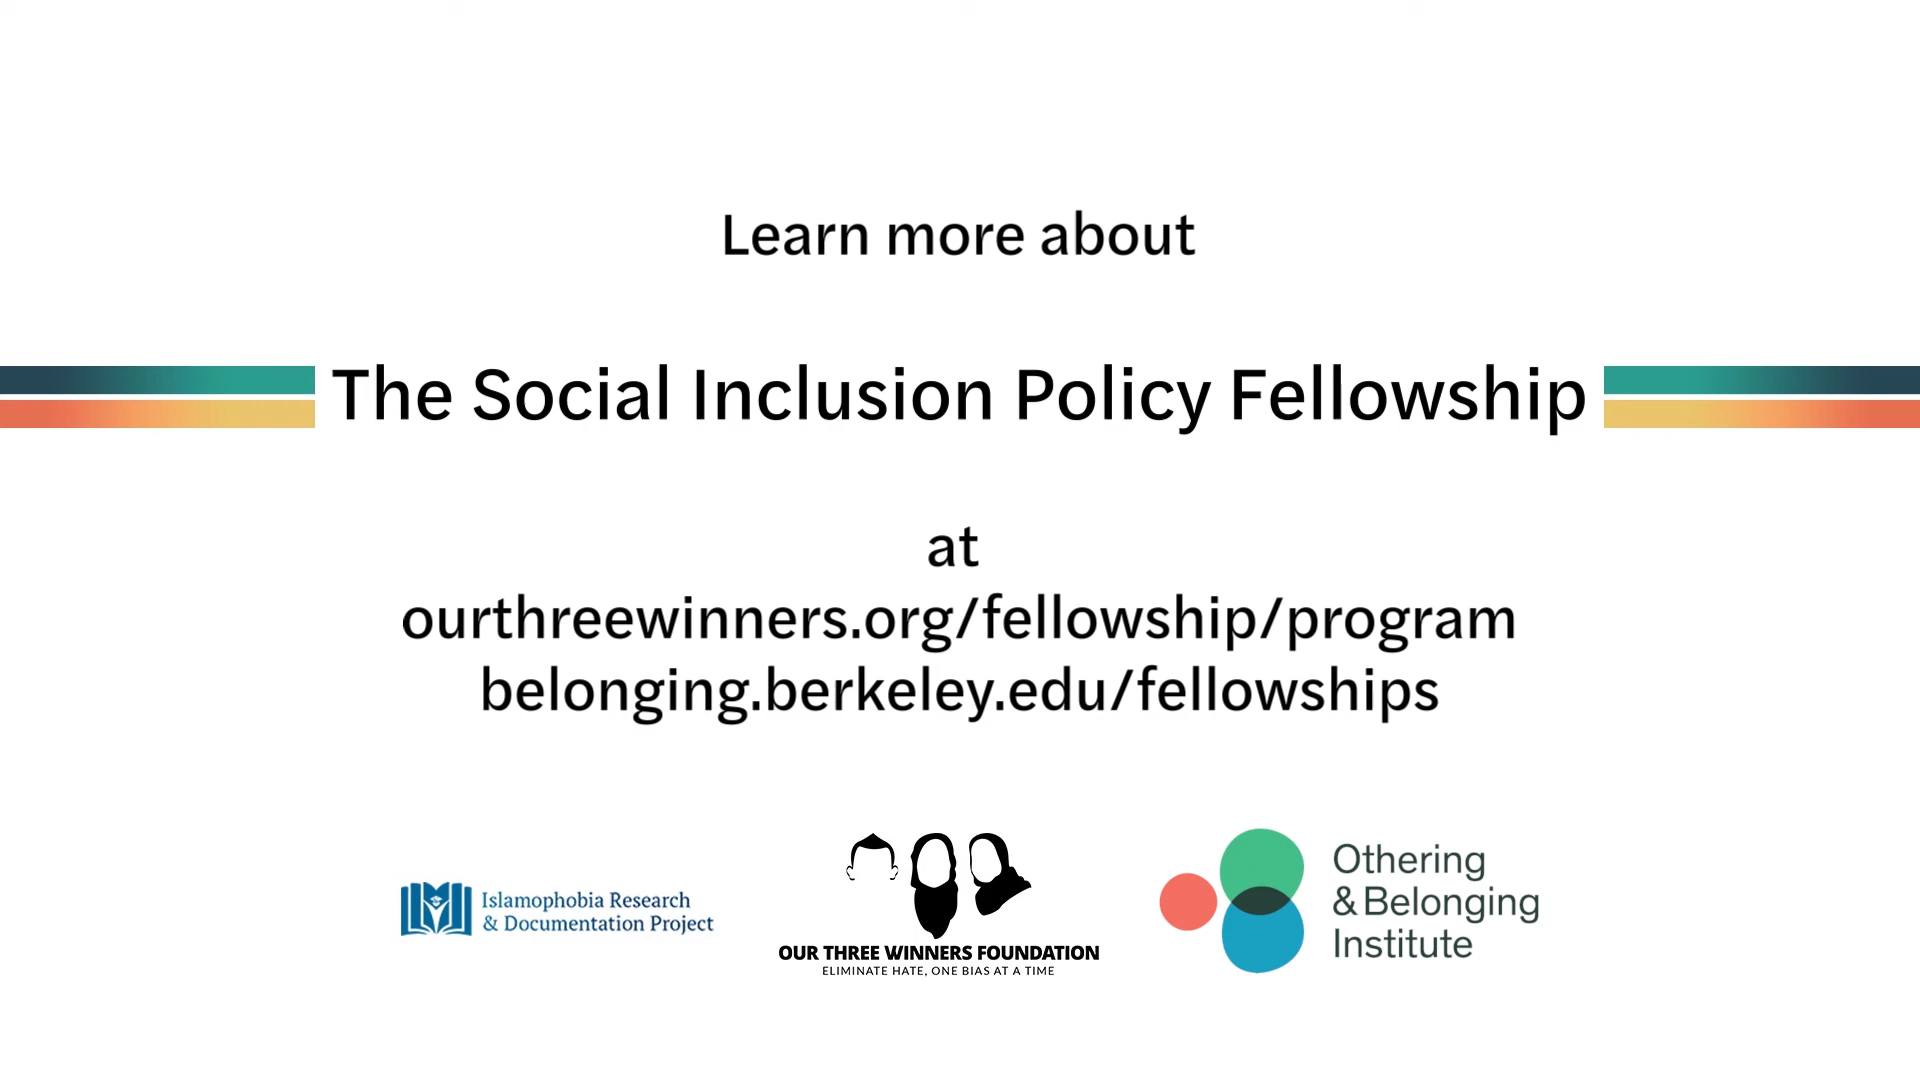 Learn more about
The Social Inclusion Policy Fellowship
at
ourthreewinners.org/fellowship/program
belonging.berkeley.edu/fellowships
Islamophobia Research
& Documentation Project
OUR THREE WINNERS FOUNDATION
ELIMINATE HATE, ONE BIAS AT A TIME
Othering
& Belonging
Institute